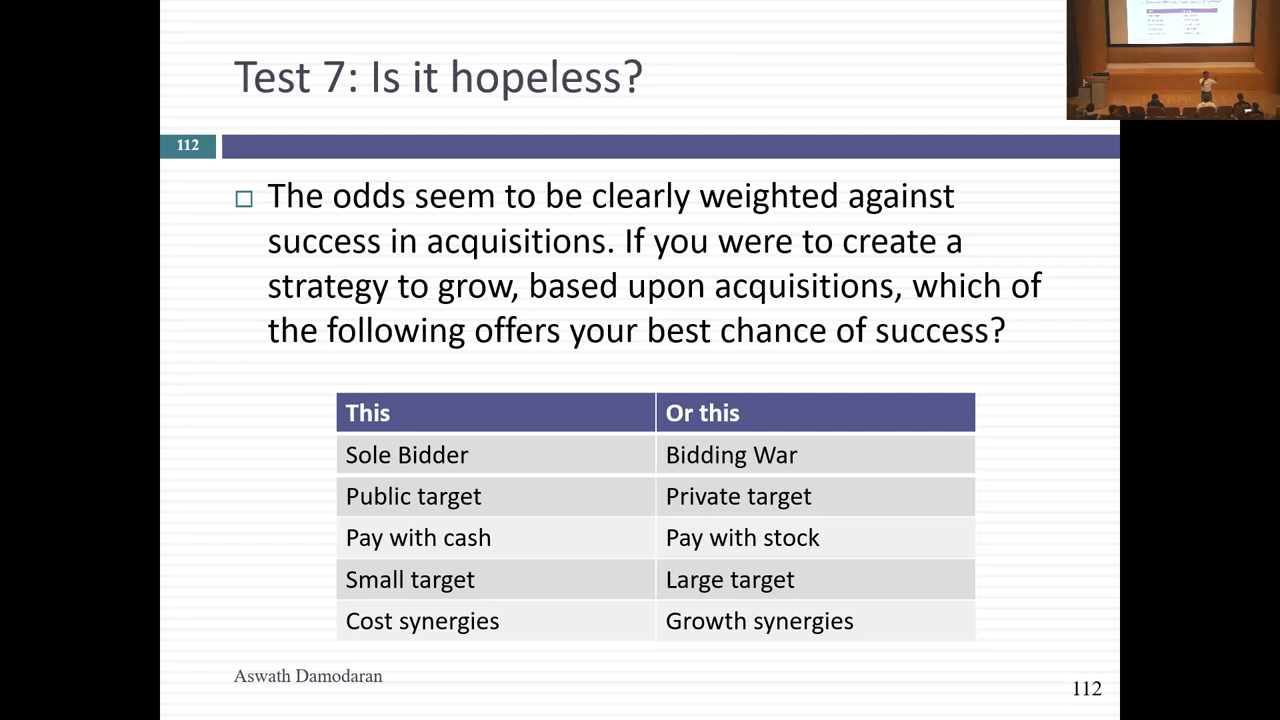 Test 7: Is it hopeless?
112
□ The odds seem to be clearly weighted against
success in acquisitions. If you were to create a
strategy to grow, based upon acquisitions, which of
the following offers your best chance of success?
This Or this
Sole Bidder Bidding War
Public target Private target
Pay with cash Pay with stock
Small target Large target
Cost synergies Growth synergies
Aswath Damodaran
112